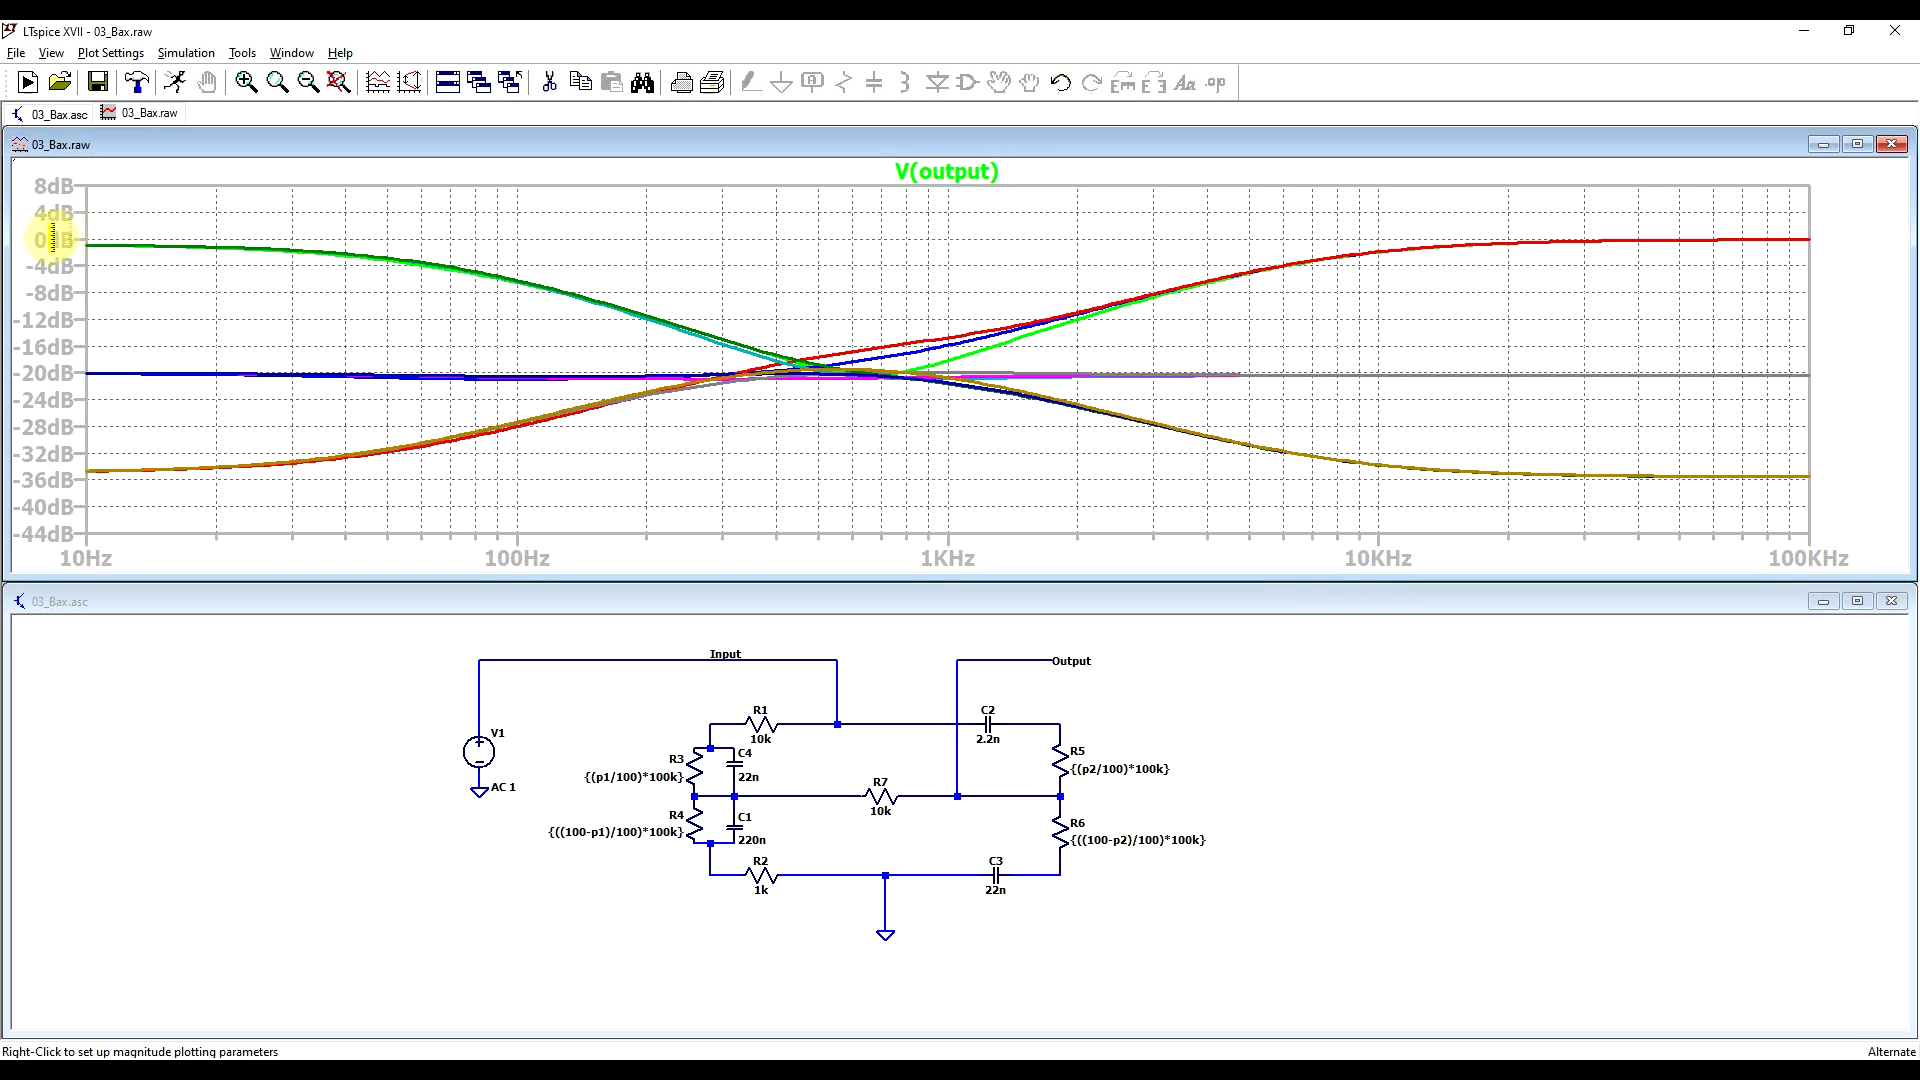 LTspice XVII - 03_Bax.raw
File View Plot Settings Simulation Tools Window Help
03_Bax.asc 03_Bax.raw
03_Bax.raw
V(output)
8dB
4dB
0dB
-4dB
-8dB
-12dB
-16dB
-20dB
-24dB
-28dB
-32dB
-36dB
-40dB
-44dB
10Hz 100Hz 1KHz 10KHz 100KHz
03_Bax.asc
Input
Output
V1
AC 1
R1
10k
C2
2.2n
R3
{(p1/100)*100k}
C4
22n
R5
{(p2/100)*100k}
R7
10k
R4
{((100-p1)/100)*100k}
C1
220n
R6
{((100-p2)/100)*100k}
R2
1k
C3
22n
Right-Click to set up magnitude plotting parameters
Alternate